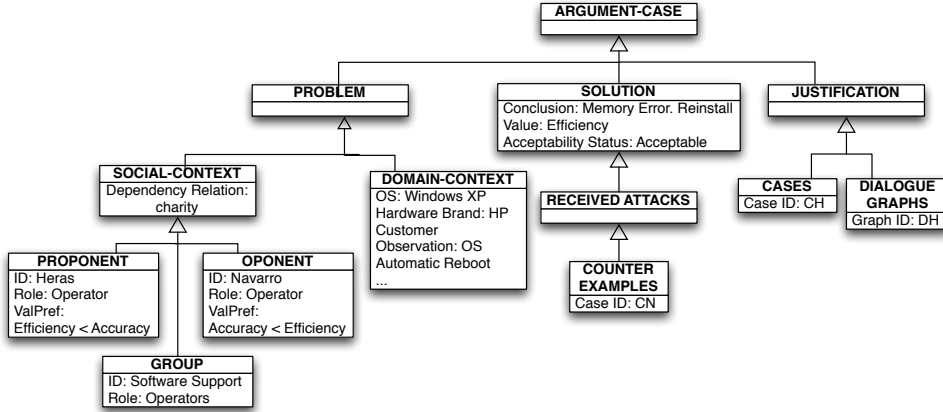 ARGUMENT-CASE
PROBLEM
SOLUTION
Conclusion: Memory Error. Reinstall
Value: Efficiency
Acceptability Status: Acceptable
JUSTIFICATION
SOCIAL-CONTEXT
Dependency Relation:
charity
DOMAIN-CONTEXT
OS: Windows XP
Hardware Brand: HP
Customer
Observation: OS
Automatic Reboot
...
RECEIVED ATTACKS
CASES
Case ID: CH
DIALOGUE
GRAPHS
Graph ID: DH
PROPONENT
ID: Heras
Role: Operator
ValPref:
Efficiency < Accuracy
OPONENT
ID: Navarro
Role: Operator
ValPref:
Accuracy < Efficiency
COUNTER
EXAMPLES
Case ID: CN
GROUP
ID: Software Support
Role: Operators